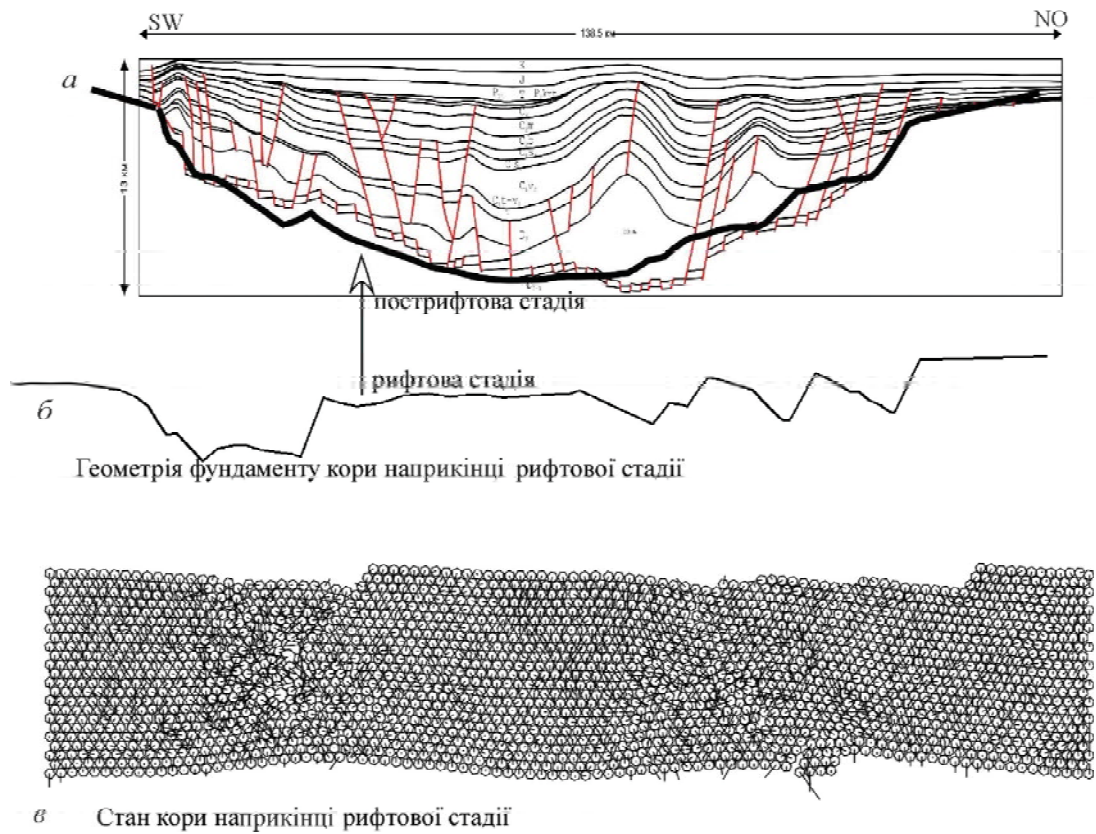 SW
NO
138.5 км
а
K
J
13 км
пострифтова стадія
рифтова стадія
б
Геометрія фундаменту кори наприкінці рифтової стадії
в Стан кори наприкінці рифтової стадії